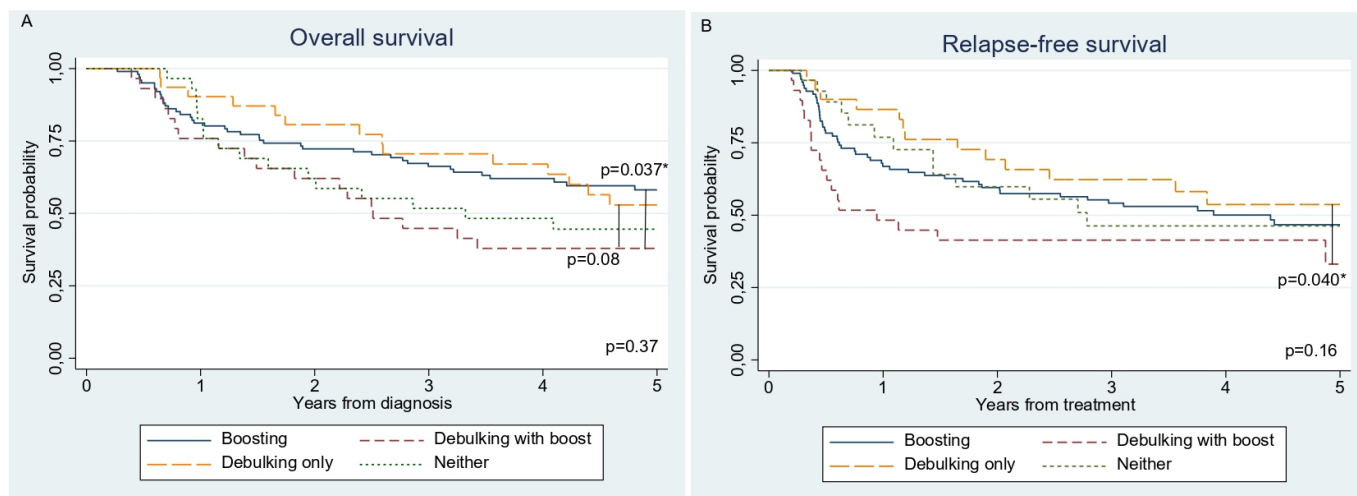 A
Overall survival
Survival probability
1,00
0,75
0,50
0,25
0,00
p=0.037*
p=0.08
p=0.37
0 1 2 3 4 5
Years from diagnosis
Boosting
Debulking with boost
Debulking only
Neither
B
Relapse-free survival
Survival probabilty
1,00
0,75
0,50
0,25
0,00
p=0.040*
p=0.16
0 1 2 3 4 5
Years from treatment
Boosting
Debulking with boost
Debulking only
Neither